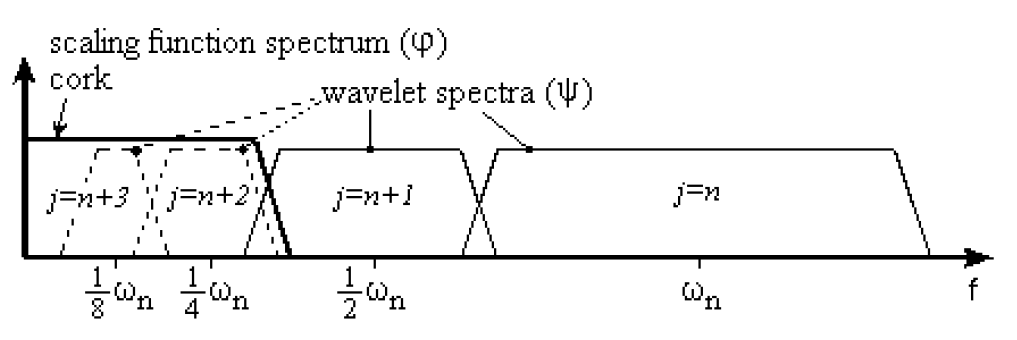 scaling function spectrum (φ)
cork
wavelet spectra (ψ)
j=n+3 j=n+2 j=n+1 j=n
1/8 ωn 1/4 ωn 1/2 ωn ωn f